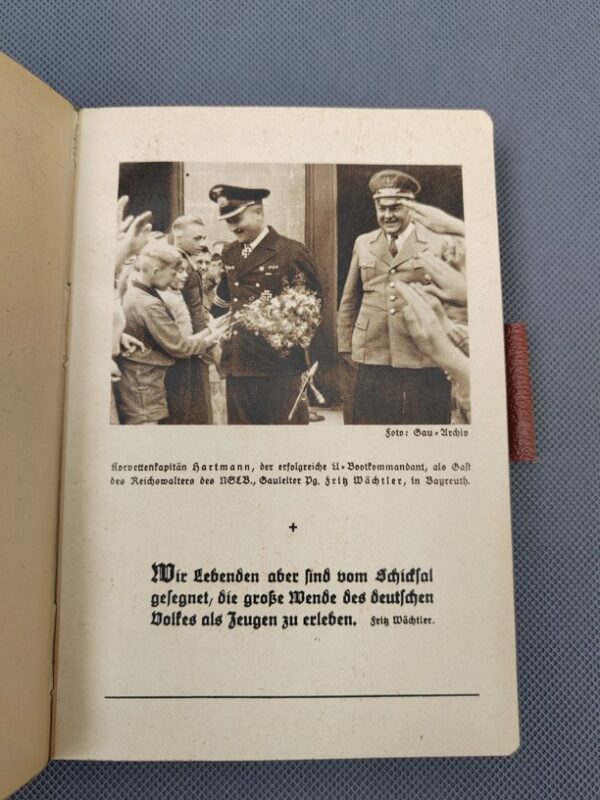 Foto: Gau-Archiv
Korvettenkapitän Hartmann, der erfolgreiche U-Bootkommandant, als Gast
des Reichswalters des NSLB., Gauleiter Pg. Fritz Wächtler, in Bayreuth.
+
Wir Lebenden aber sind vom Schicksal
gesegnet, die große Wende des deutschen
Volkes als Zeugen zu erleben. Fritz Wächtler.